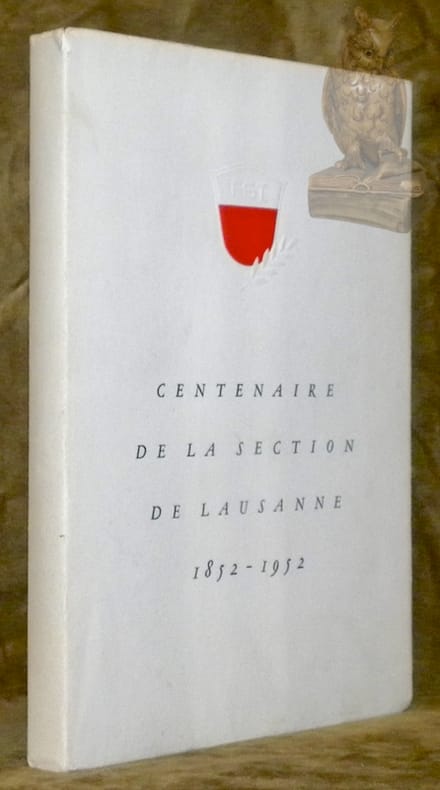 CENTENAIRE
DE LA SECTION
DE LAUSANNE
1852-1952